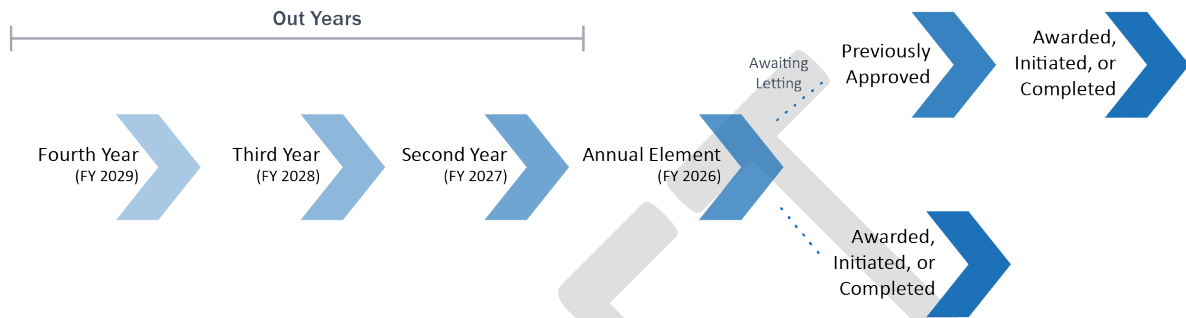 Out Years
Fourth Year
(FY 2029)
Third Year
(FY 2028)
Second Year
(FY 2027)
Annual Element
(FY 2026)
Awaiting
Letting
Previously
Approved
Awarded,
Initiated, or
Completed
Awarded,
Initiated, or
Completed